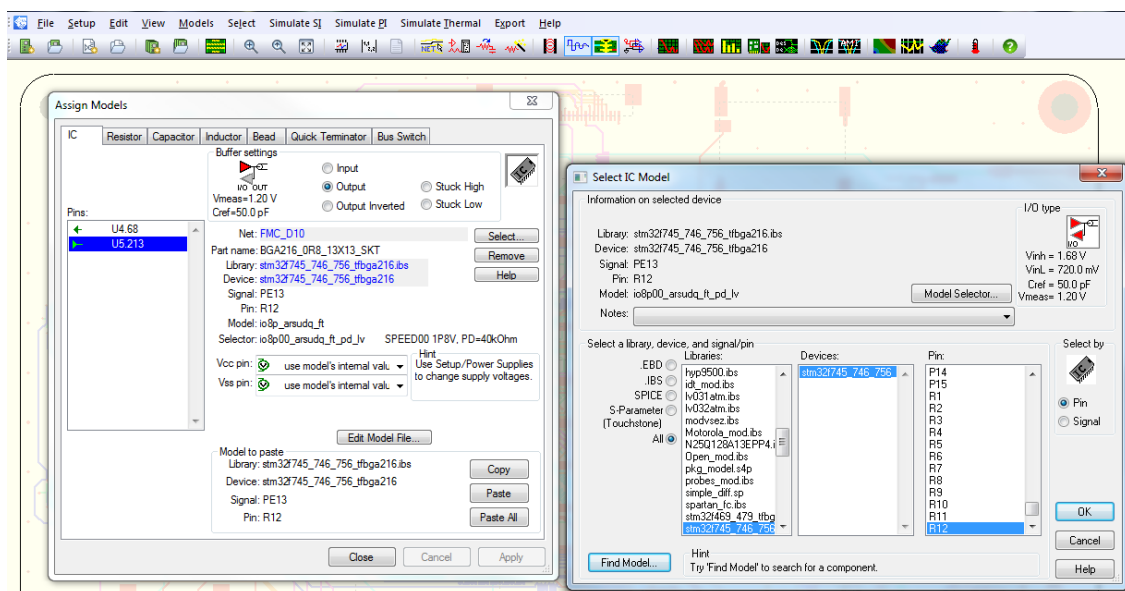 File Setup Edit View Models Select Simulate SI Simulate PI Simulate Thermal Export Help
Assign Models
IC Resistor Capacitor Inductor Bead Quick Terminator Bus Switch
Pins:
U4.68
U5.213
Buffer settings
I/O OUT
Vmeas=1.20 V
Cref=50.0 pF
Input
Output
Output Inverted
Stuck High
Stuck Low
Net: FMC_D10
Part name: BGA216_0R8_13X13_SKT
Library: stm32f745_746_756_tfbga216.ibs
Device: stm32f745_746_756_tfbga216
Signal: PE13
Pin: R12
Model: io8p_arsudq_ft
Selector: io8p00_arsudq_ft_pd_lv SPEED00 1P8V, PD=40kOhm
Select...
Remove
Help
Vcc pin: use model's internal valu
Vss pin: use model's internal valu
Hint
Use Setup/Power Supplies
to change supply voltages.
Edit Model File...
Model to paste
Library: stm32f745_746_756_tfbga216.ibs
Device: stm32f745_746_756_tfbga216
Signal: PE13
Pin: R12
Copy
Paste
Paste All
Close Cancel Apply
Select IC Model
Information on selected device
Library: stm32f745_746_756_tfbga216.ibs
Device: stm32f745_746_756_tfbga216
Signal: PE13
Pin: R12
Model: io8p00_arsudq_ft_pd_lv
Model Selector...
Notes:
I/O type
I/O
Vinh = 1.68 V
VinL = 720.0 mV
Cref = 50.0 pF
Vmeas= 1.20 V
Select a library, device, and signal/pin
.EBD
.IBS
SPICE
S-Parameter
(Touchstone)
All
Libraries:
hyp9500.ibs
idt_mod.ibs
lv031atm.ibs
lv032atm.ibs
modvsez.ibs
Motorola_mod.ibs
N25Q128A13EPP4.i
Open_mod.ibs
pkg_model.s4p
probes_mod.ibs
simple_diff.sp
spartan_fc.ibs
stm32f469_479_tfbg
stm32f745_746_756
Devices:
stm32f745_746_756
Pin:
P14
P15
R1
R2
R3
R4
R5
R6
R7
R8
R9
R10
R11
R12
Select by
Pin
Signal
OK
Cancel
Help
Find Model...
Hint
Try 'Find Model' to search for a component.